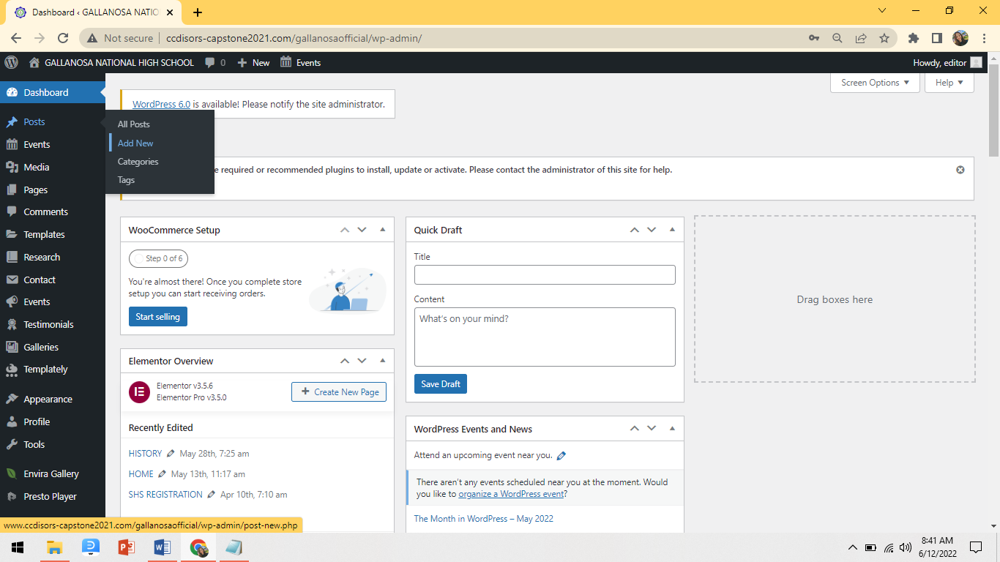 Dashboard ‹ GALLANOSA NATIO
Not secure
ccdisors-capstone2021.com/gallanosaofficial/wp-admin/
GALLANOSA NATIONAL HIGH SCHOOL
0
New
Events
Howdy, editor
Screen Options
Help
WordPress 6.0 is available! Please notify the site administrator.
Dashboard
Posts
Events
Media
Pages
Comments
Templates
Research
Contact
Events
Testimonials
Galleries
Templately
Appearance
Profile
Tools
Envira Gallery
Presto Player
All Posts
Add New
Categories
Tags
required or recommended plugins to install, update or activate. Please contact the administrator of this site for help.
WooCommerce Setup
Step 0 of 6
You're almost there! Once you complete store
setup you can start receiving orders.
Start selling
Elementor Overview
Elementor v3.5.6
Elementor Pro v3.5.0
Create New Page
Recently Edited
HISTORY May 28th, 7:25 am
HOME May 13th, 11:17 am
SHS REGISTRATION Apr 10th, 7:10 am
Quick Draft
Title
Content
What's on your mind?
Save Draft
WordPress Events and News
Attend an upcoming event near you.
There aren't any events scheduled near you at the moment. Would
you like to organize a WordPress event?
The Month in WordPress – May 2022
Drag boxes here
www.ccdisors-capstone2021.com/gallanosaofficial/wp-admin/post-new.php
8:41 AM
6/12/2022